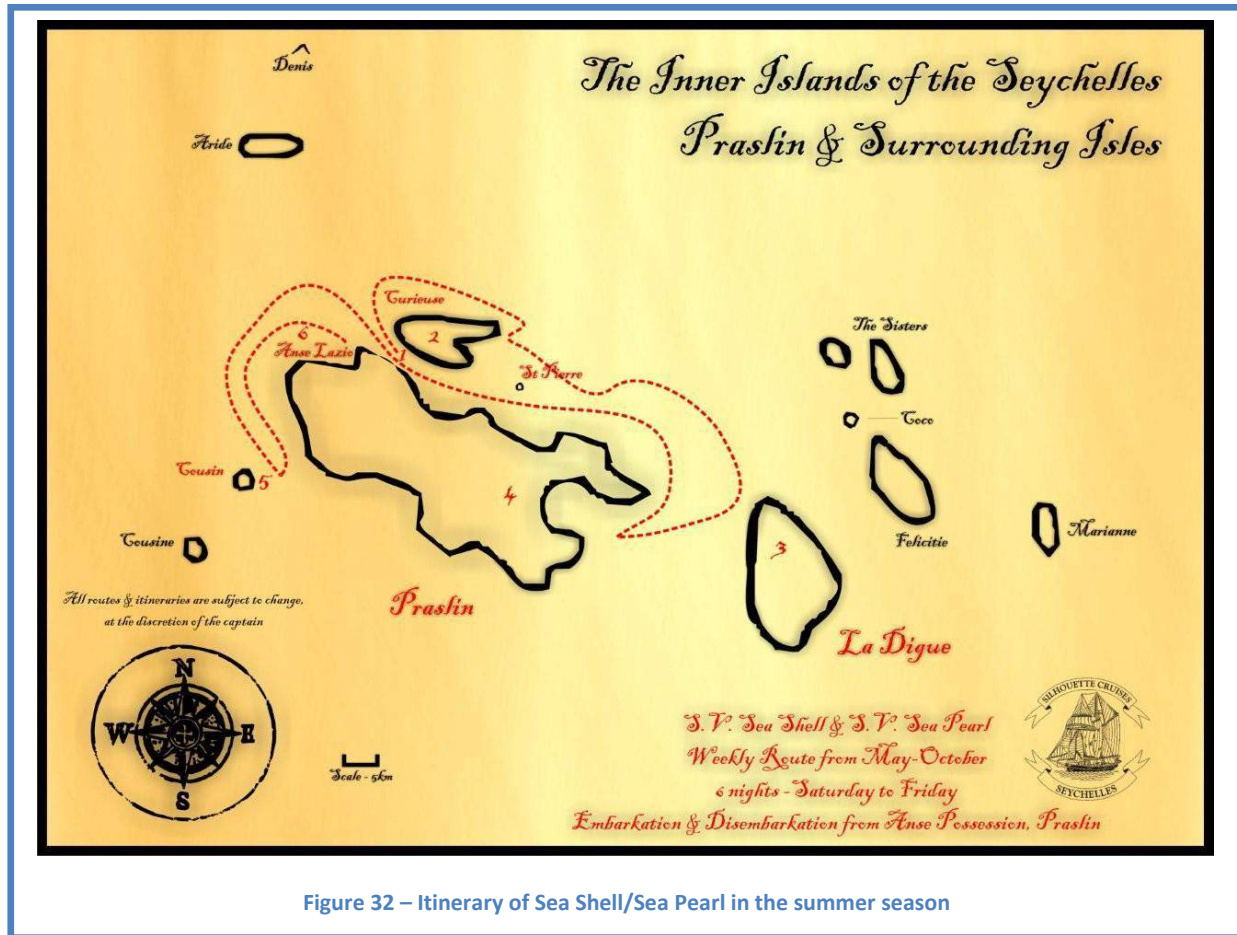 The Inner Islands of the Seychelles
Praslin & Surrounding Isles
Denis
Aride
Curieuse
2
6
Anse Lazio
1
St Pierre
The Sisters
Coco
Cousin
5
4
Felicitie
Marianne
Cousine
3
All routes & itineraries are subject to change,
at the discretion of the captain
Praslin
La Digue
N
W
E
S
Scale - 5km
S.V. Sea Shell & S.V. Sea Pearl
Weekly Route from May-October
6 nights - Saturday to Friday
Embarkation & Disembarkation from Anse Possession, Praslin
SILHOUETTE CRUISES
SEYCHELLES
Figure 32 – Itinerary of Sea Shell/Sea Pearl in the summer season